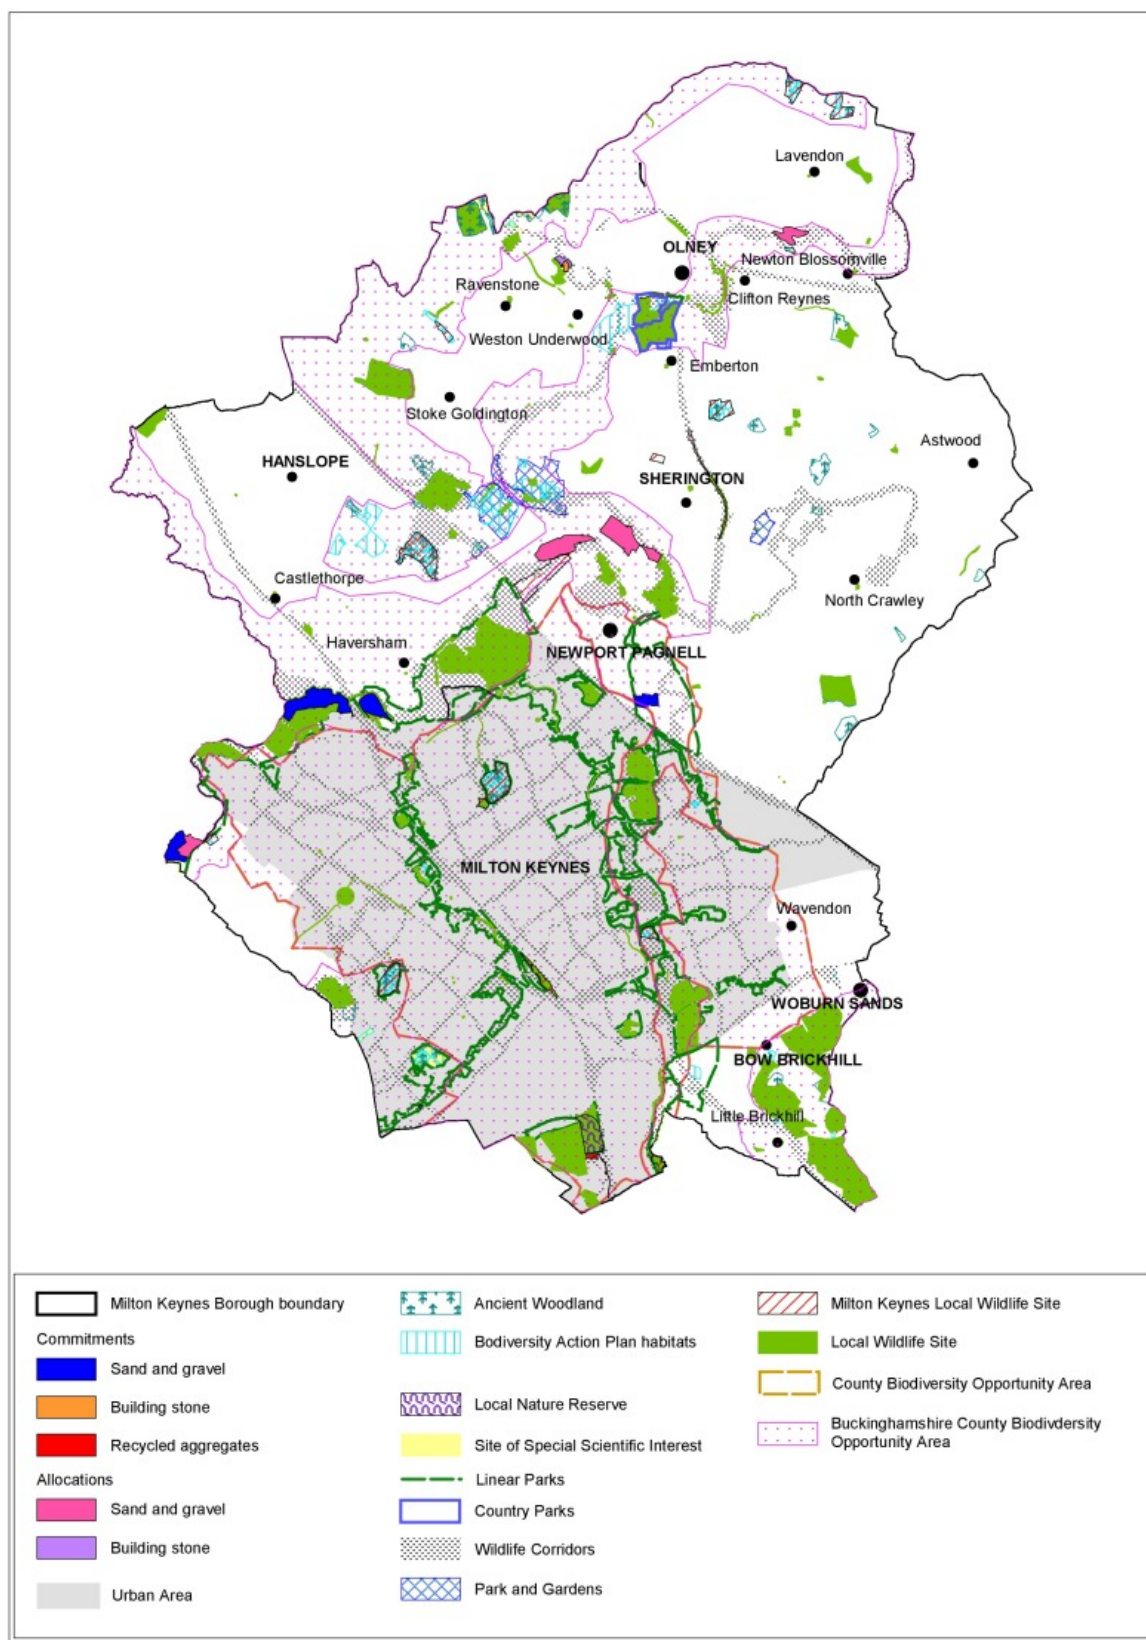 Lavendon
OLNEY
Newton Blossomville
Ravenstone
Clifton Reynes
Weston Underwood
Emberton
Stoke Goldington
Astwood
HANSLOPE
SHERINGTON
Castlethorpe
North Crawley
Haversham
NEWPORT PAGNELL
MILTON KEYNES
Wavendon
WOBURN SANDS
BOW BRICKHILL
Little Brickhill
Milton Keynes Borough boundary
Commitments
Sand and gravel
Building stone
Recycled aggregates
Allocations
Sand and gravel
Building stone
Urban Area
Ancient Woodland
Bodiversity Action Plan habitats
Local Nature Reserve
Site of Special Scientific Interest
Linear Parks
Country Parks
Wildlife Corridors
Park and Gardens
Milton Keynes Local Wildlife Site
Local Wildlife Site
County Biodiversity Opportunity Area
Buckinghamshire County Biodivdersity
Opportunity Area